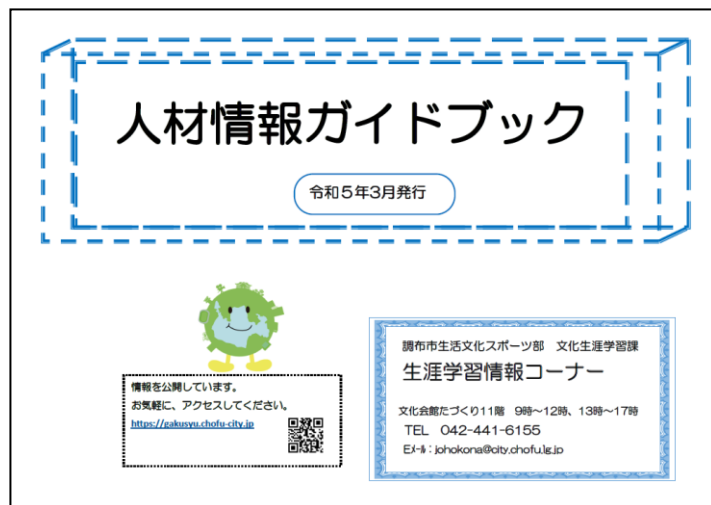 人材情報ガイドブック
令和5年3月発行
情報を公開しています。
お気軽に、アクセスしてください。
https://gakusyu.chofu-city.jp
調布市生活文化スポーツ部　文化生涯学習課
生涯学習情報コーナー
文化会館たづくり11階　9時～12時、13時～17時
TEL　042-441-6155
Eﾒｰﾙ：johokona@city.chofu.lg.jp